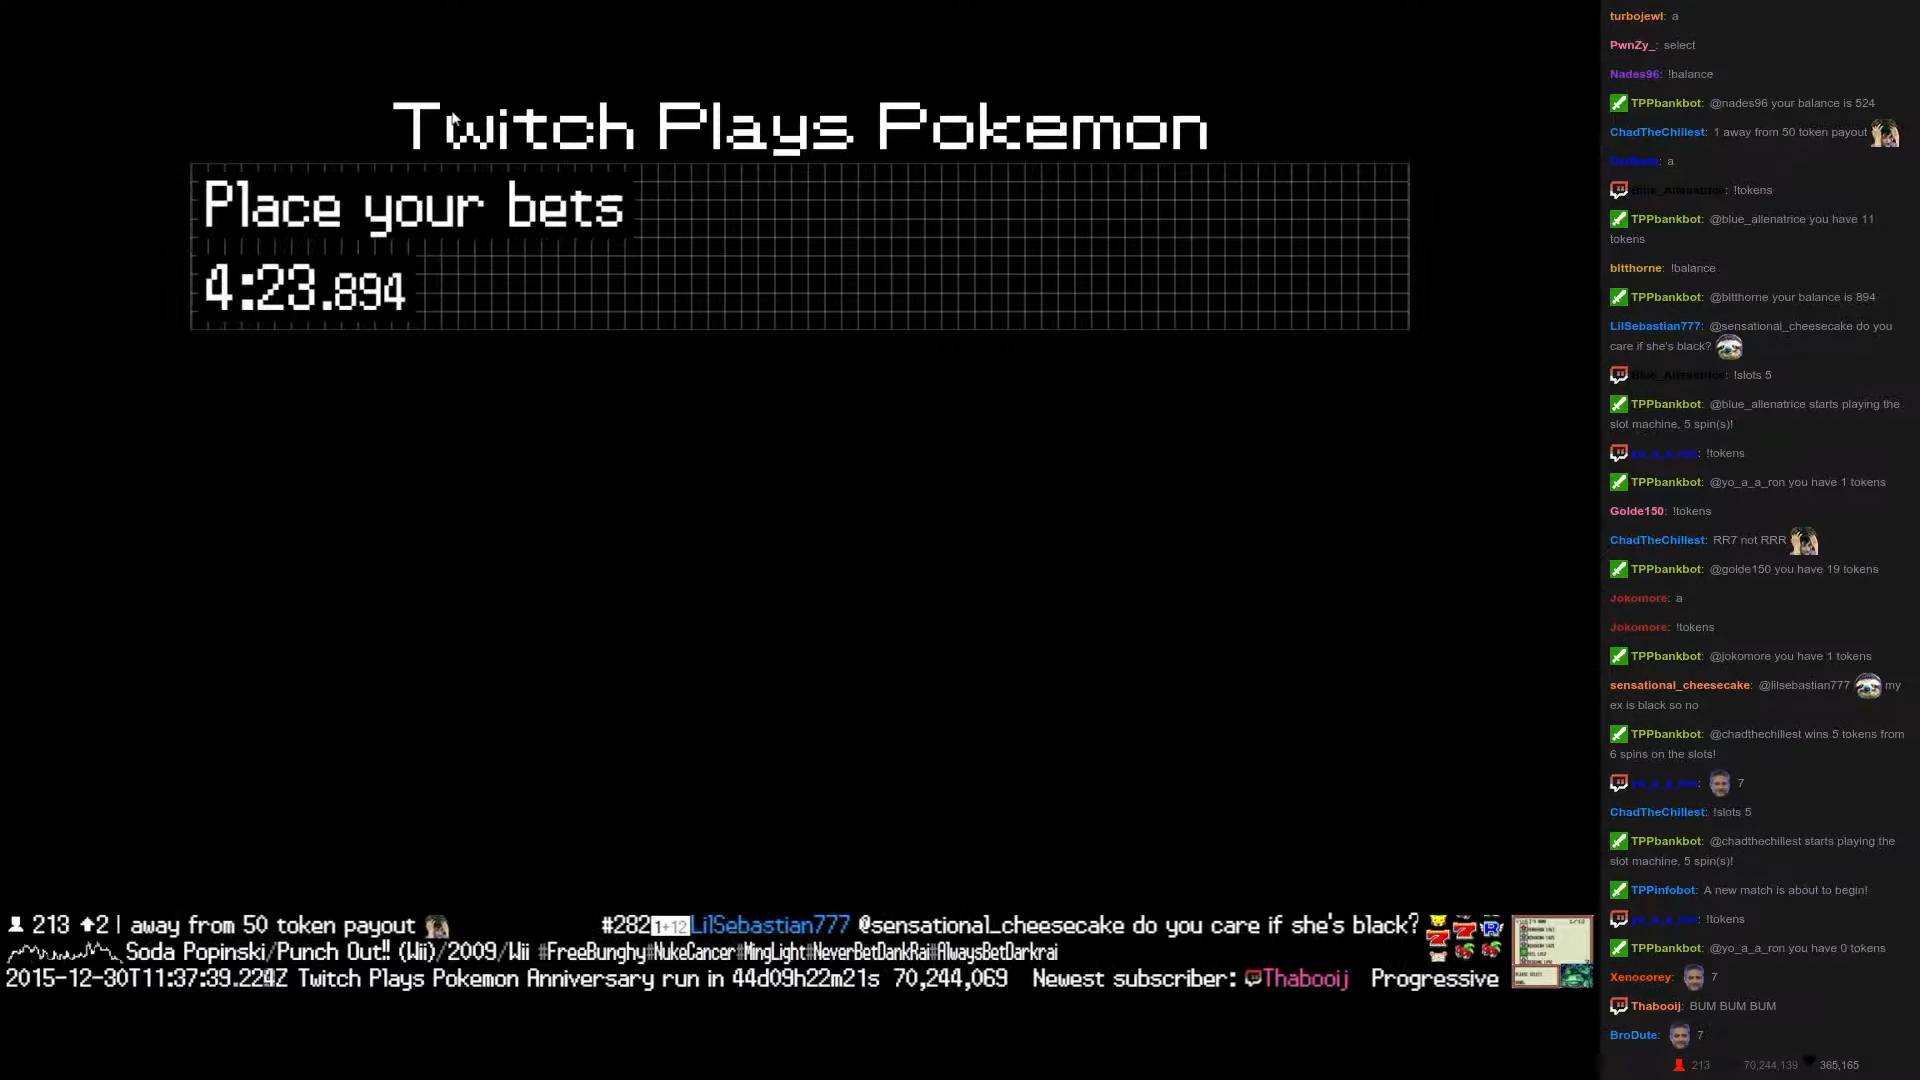 Twitch Plays Pokemon
Place your bets
4:23.894
213 2 | away from 50 token payout
#282 1+12 LilSebastian777 @sensational_cheesecake do you care if she's black?
Soda Popinski/Punch Out!! (Wii)/2009/Wii #FreeBunghy#NukeCancer#MingLight#NeverBetDankRai#AlwaysBetDarkrai
Twitch Plays Pokemon Anniversary run in 44d09h22m21s 70,244,069 Newest subscriber: Thabooij Progressive
turbojewl: a
PwnZy_: select
Nades96: !balance
TPPbankbot: @nades96 your balance is 524
ChadTheChillest: 1 away from 50 token payout
: a
: !tokens
TPPbankbot: @blue_allenatrice you have 11
tokens
bltthorne: !balance
TPPbankbot: @bltthorne your balance is 894
LilSebastian777: @sensational_cheesecake do you
care if she's black?
: !slots 5
TPPbankbot: @blue_allenatrice starts playing the
slot machine, 5 spin(s)!
yo_a_a_ron: !tokens
TPPbankbot: @yo_a_a_ron you have 1 tokens
Golde150: !tokens
ChadTheChillest: RR7 not RRR
TPPbankbot: @golde150 you have 19 tokens
Jokomore: a
Jokomore: !tokens
TPPbankbot: @jokomore you have 1 tokens
sensational_cheesecake: @lilsebastian777 my
ex is black so no
TPPbankbot: @chadthechillest wins 5 tokens from
6 spins on the slots!
yo_a_a_ron: 7
ChadTheChillest: !slots 5
TPPbankbot: @chadthechillest starts playing the
slot machine, 5 spin(s)!
TPPinfobot: A new match is about to begin!
yo_a_a_ron: !tokens
TPPbankbot: @yo_a_a_ron you have 0 tokens
Xenocorey: 7
Thabooij: BUM BUM BUM
BroDute: 7
213 70,244,139 365,165